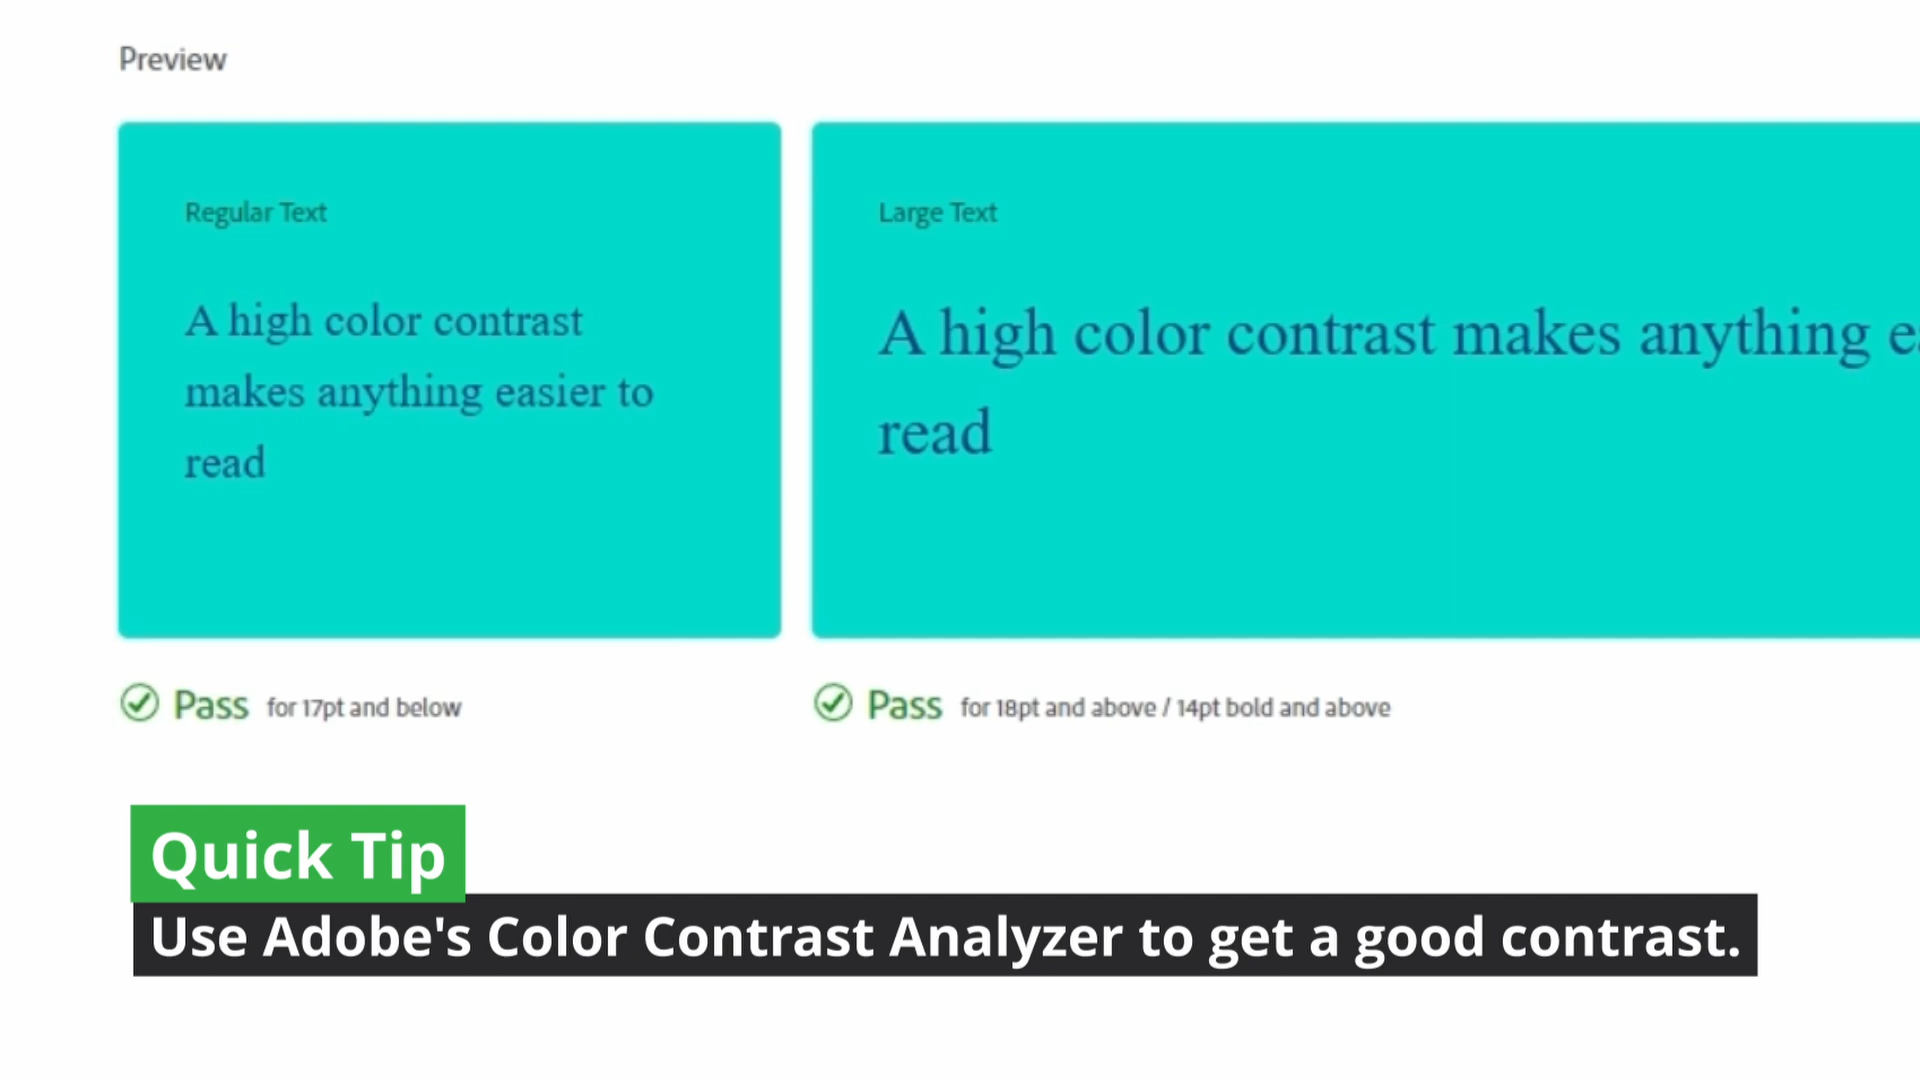 Preview
Regular Text
A high color contrast
makes anything easier to
read
Large Text
A high color contrast makes anything
read
Pass for 17pt and below
Pass for 18pt and above / 14pt bold and above
Quick Tip
Use Adobe's Color Contrast Analyzer to get a good contrast.